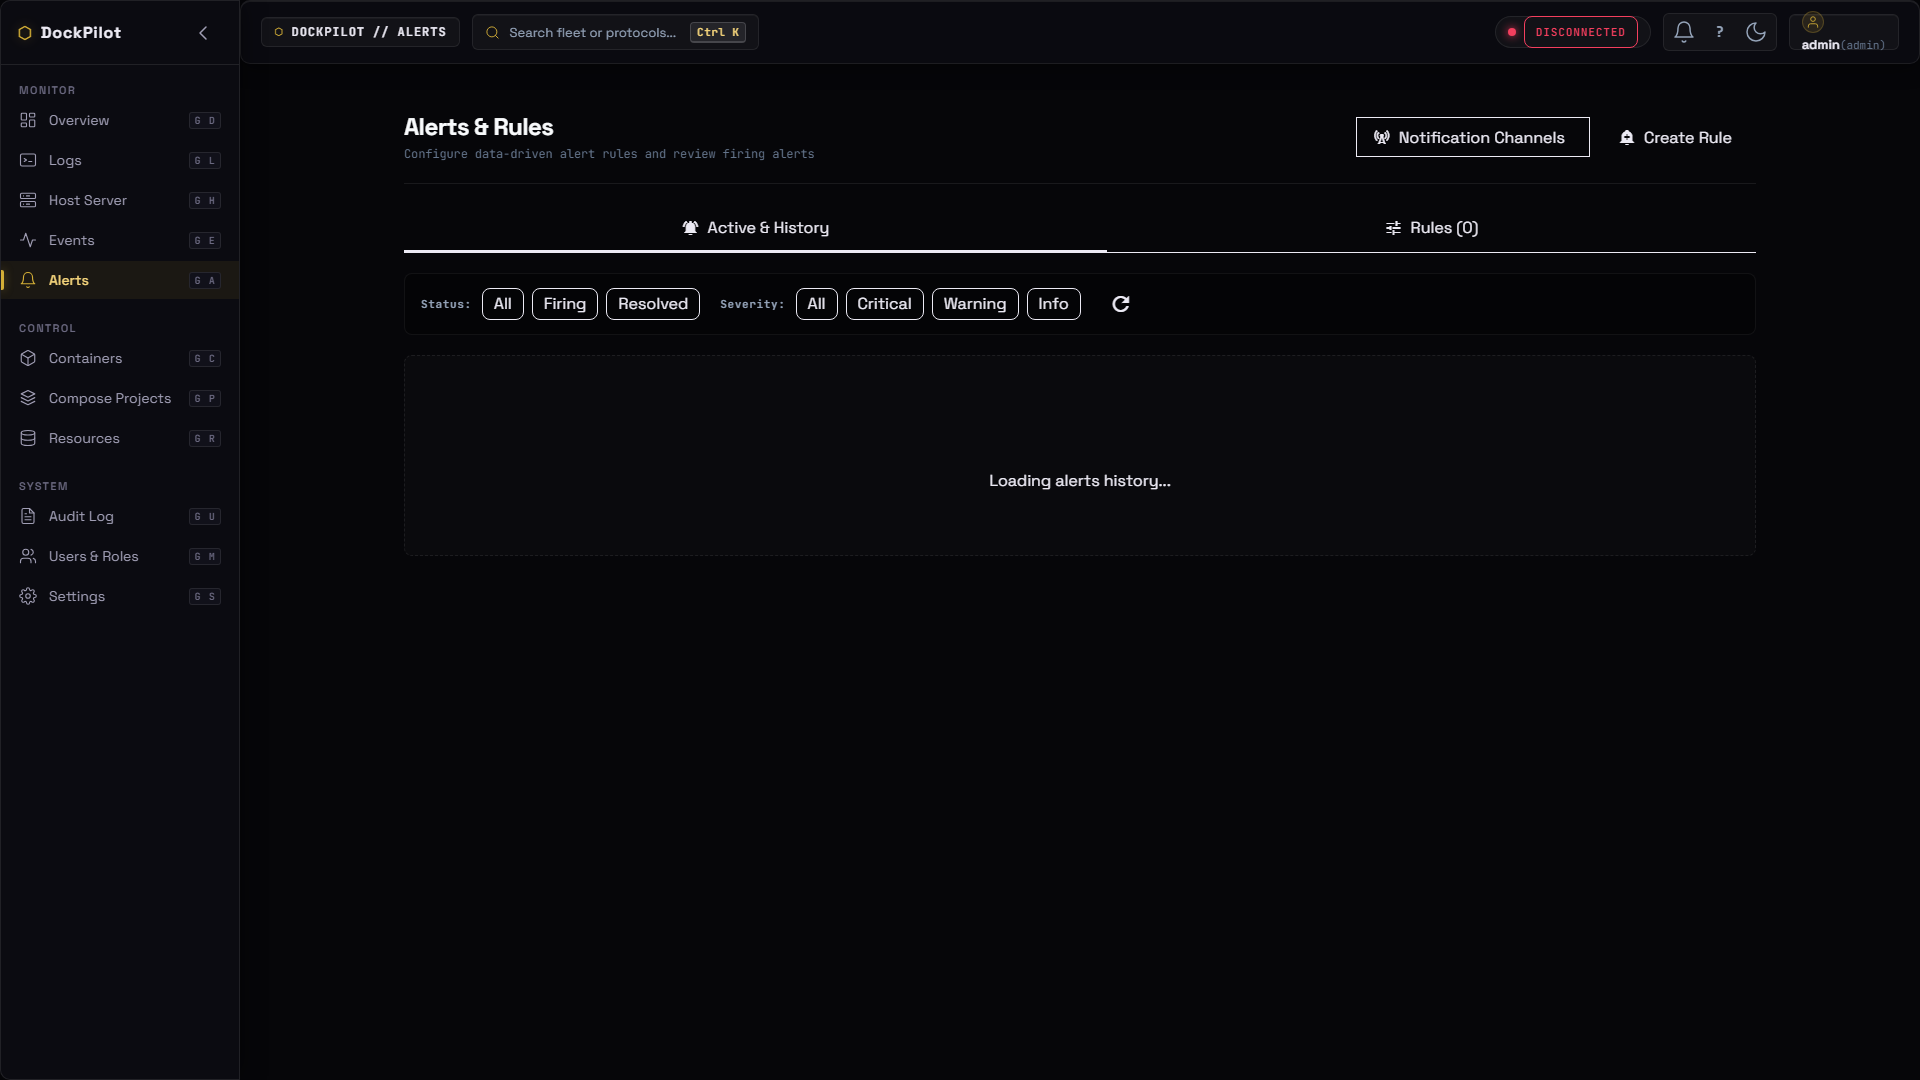 DockPilot
DOCKPILOT // ALERTS
Search fleet or protocols...
Ctrl K
DISCONNECTED
?
admin(admin)
MONITOR
Overview G D
Logs G L
Host Server G H
Events G E
Alerts G A
CONTROL
Containers G C
Compose Projects G P
Resources G R
SYSTEM
Audit Log G U
Users & Roles G M
Settings G S
Alerts & Rules
Configure data-driven alert rules and review firing alerts
Notification Channels
Create Rule
Active & History
Rules (0)
Status: All Firing Resolved Severity: All Critical Warning Info
Loading alerts history...